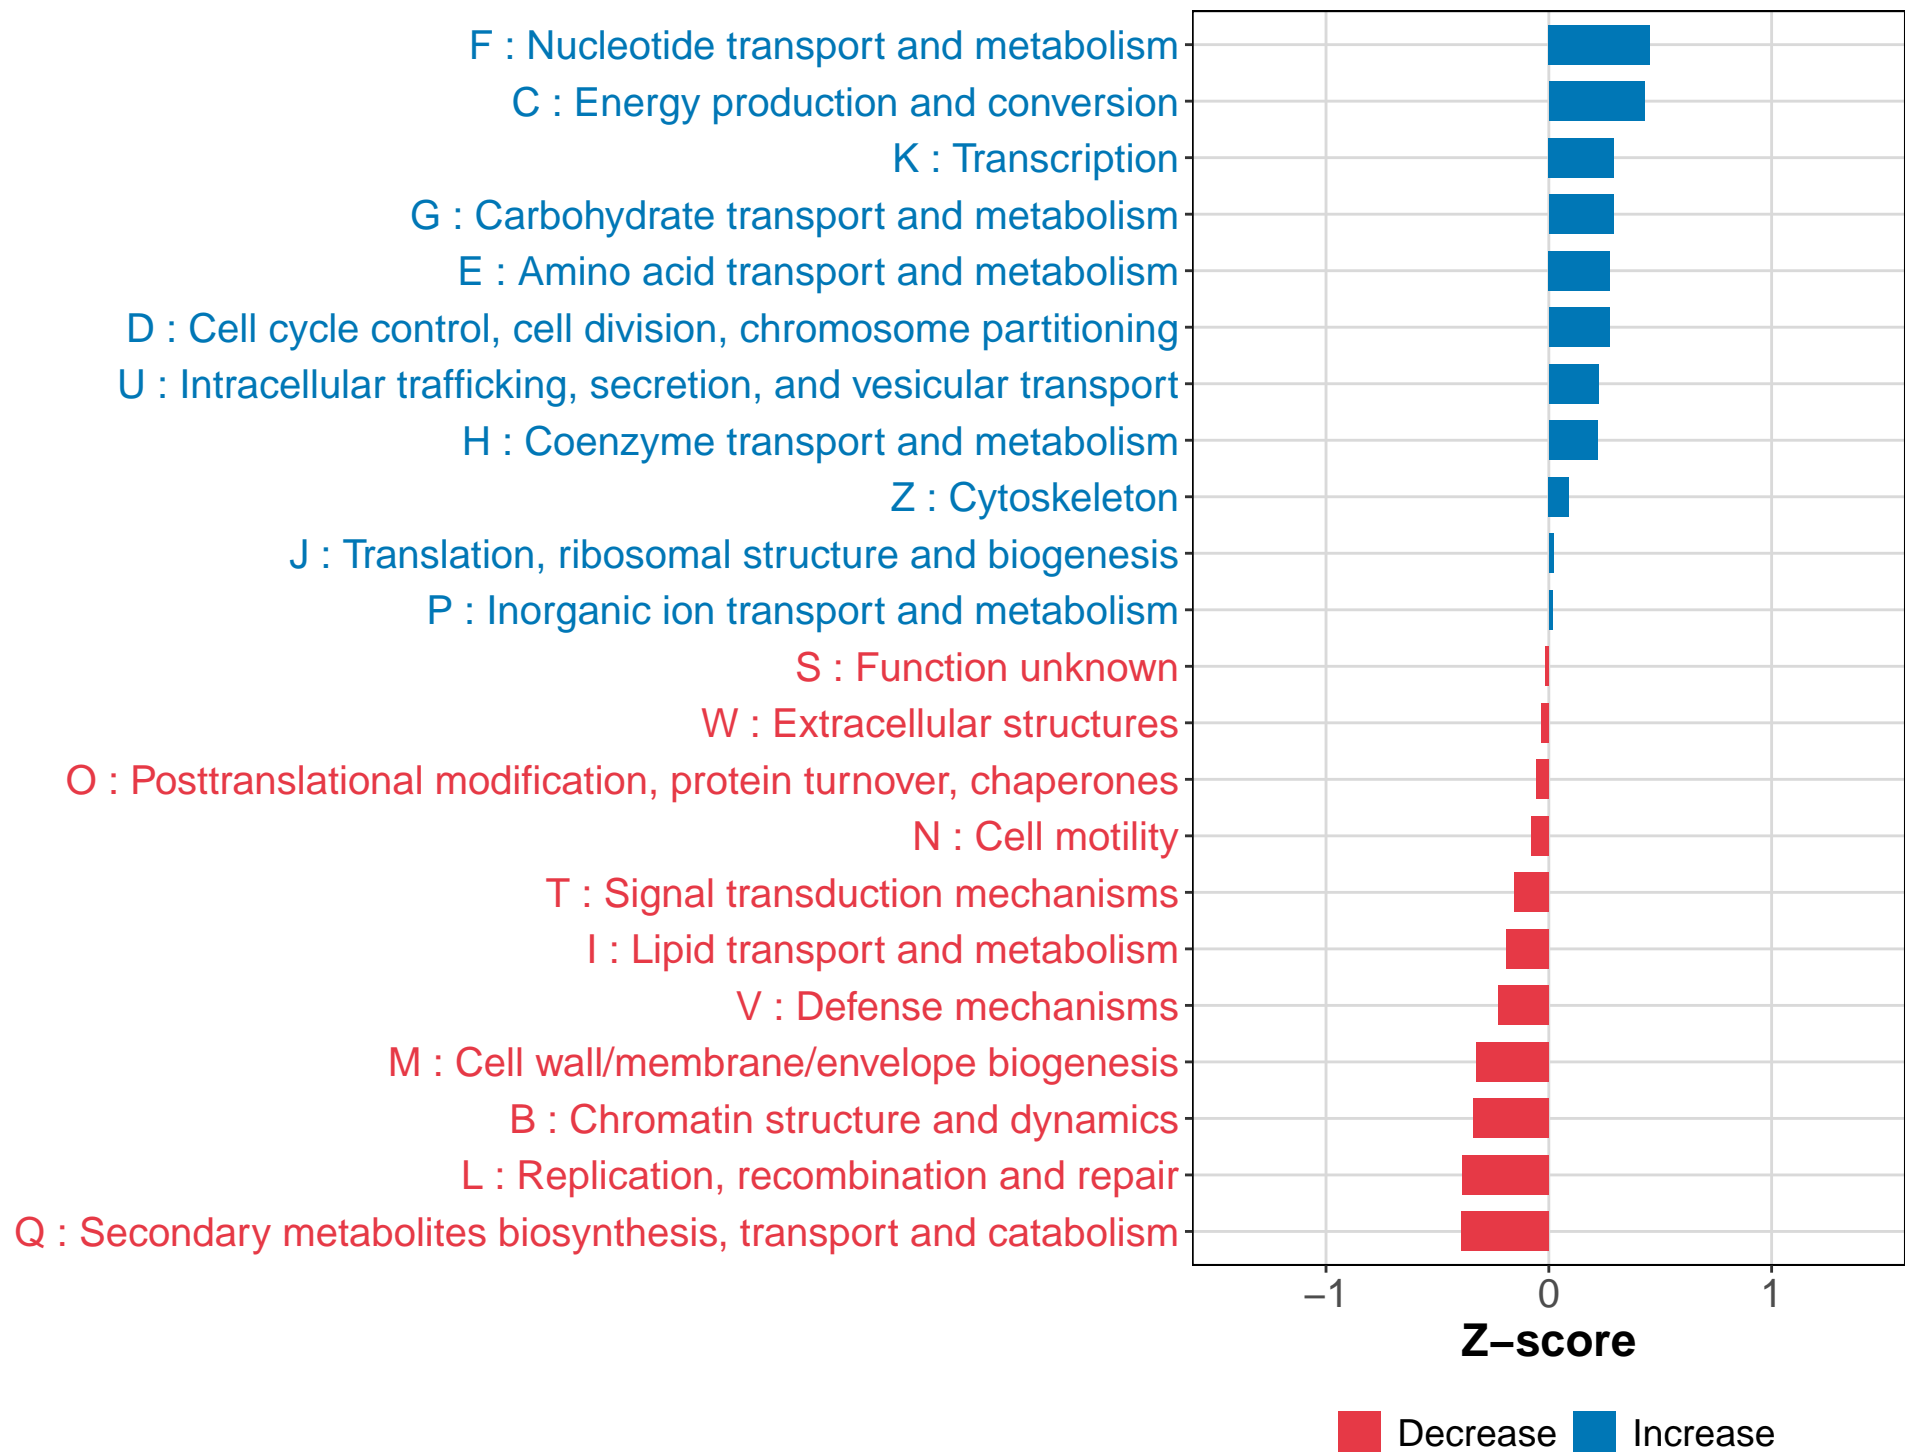 F : Nucleotide transport and metabolism
C : Energy production and conversion
K : Transcription
G : Carbohydrate transport and metabolism
E : Amino acid transport and metabolism
D : Cell cycle control, cell division, chromosome partitioning
U : Intracellular trafficking, secretion, and vesicular transport
H : Coenzyme transport and metabolism
Z : Cytoskeleton
J : Translation, ribosomal structure and biogenesis
P : Inorganic ion transport and metabolism
S : Function unknown
W : Extracellular structures
O : Posttranslational modification, protein turnover, chaperones
N : Cell motility
T : Signal transduction mechanisms
I : Lipid transport and metabolism
V : Defense mechanisms
M : Cell wall/membrane/envelope biogenesis
B : Chromatin structure and dynamics
L : Replication, recombination and repair
Q : Secondary metabolites biosynthesis, transport and catabolism
−1 0 1
Z−score
Decrease Increase